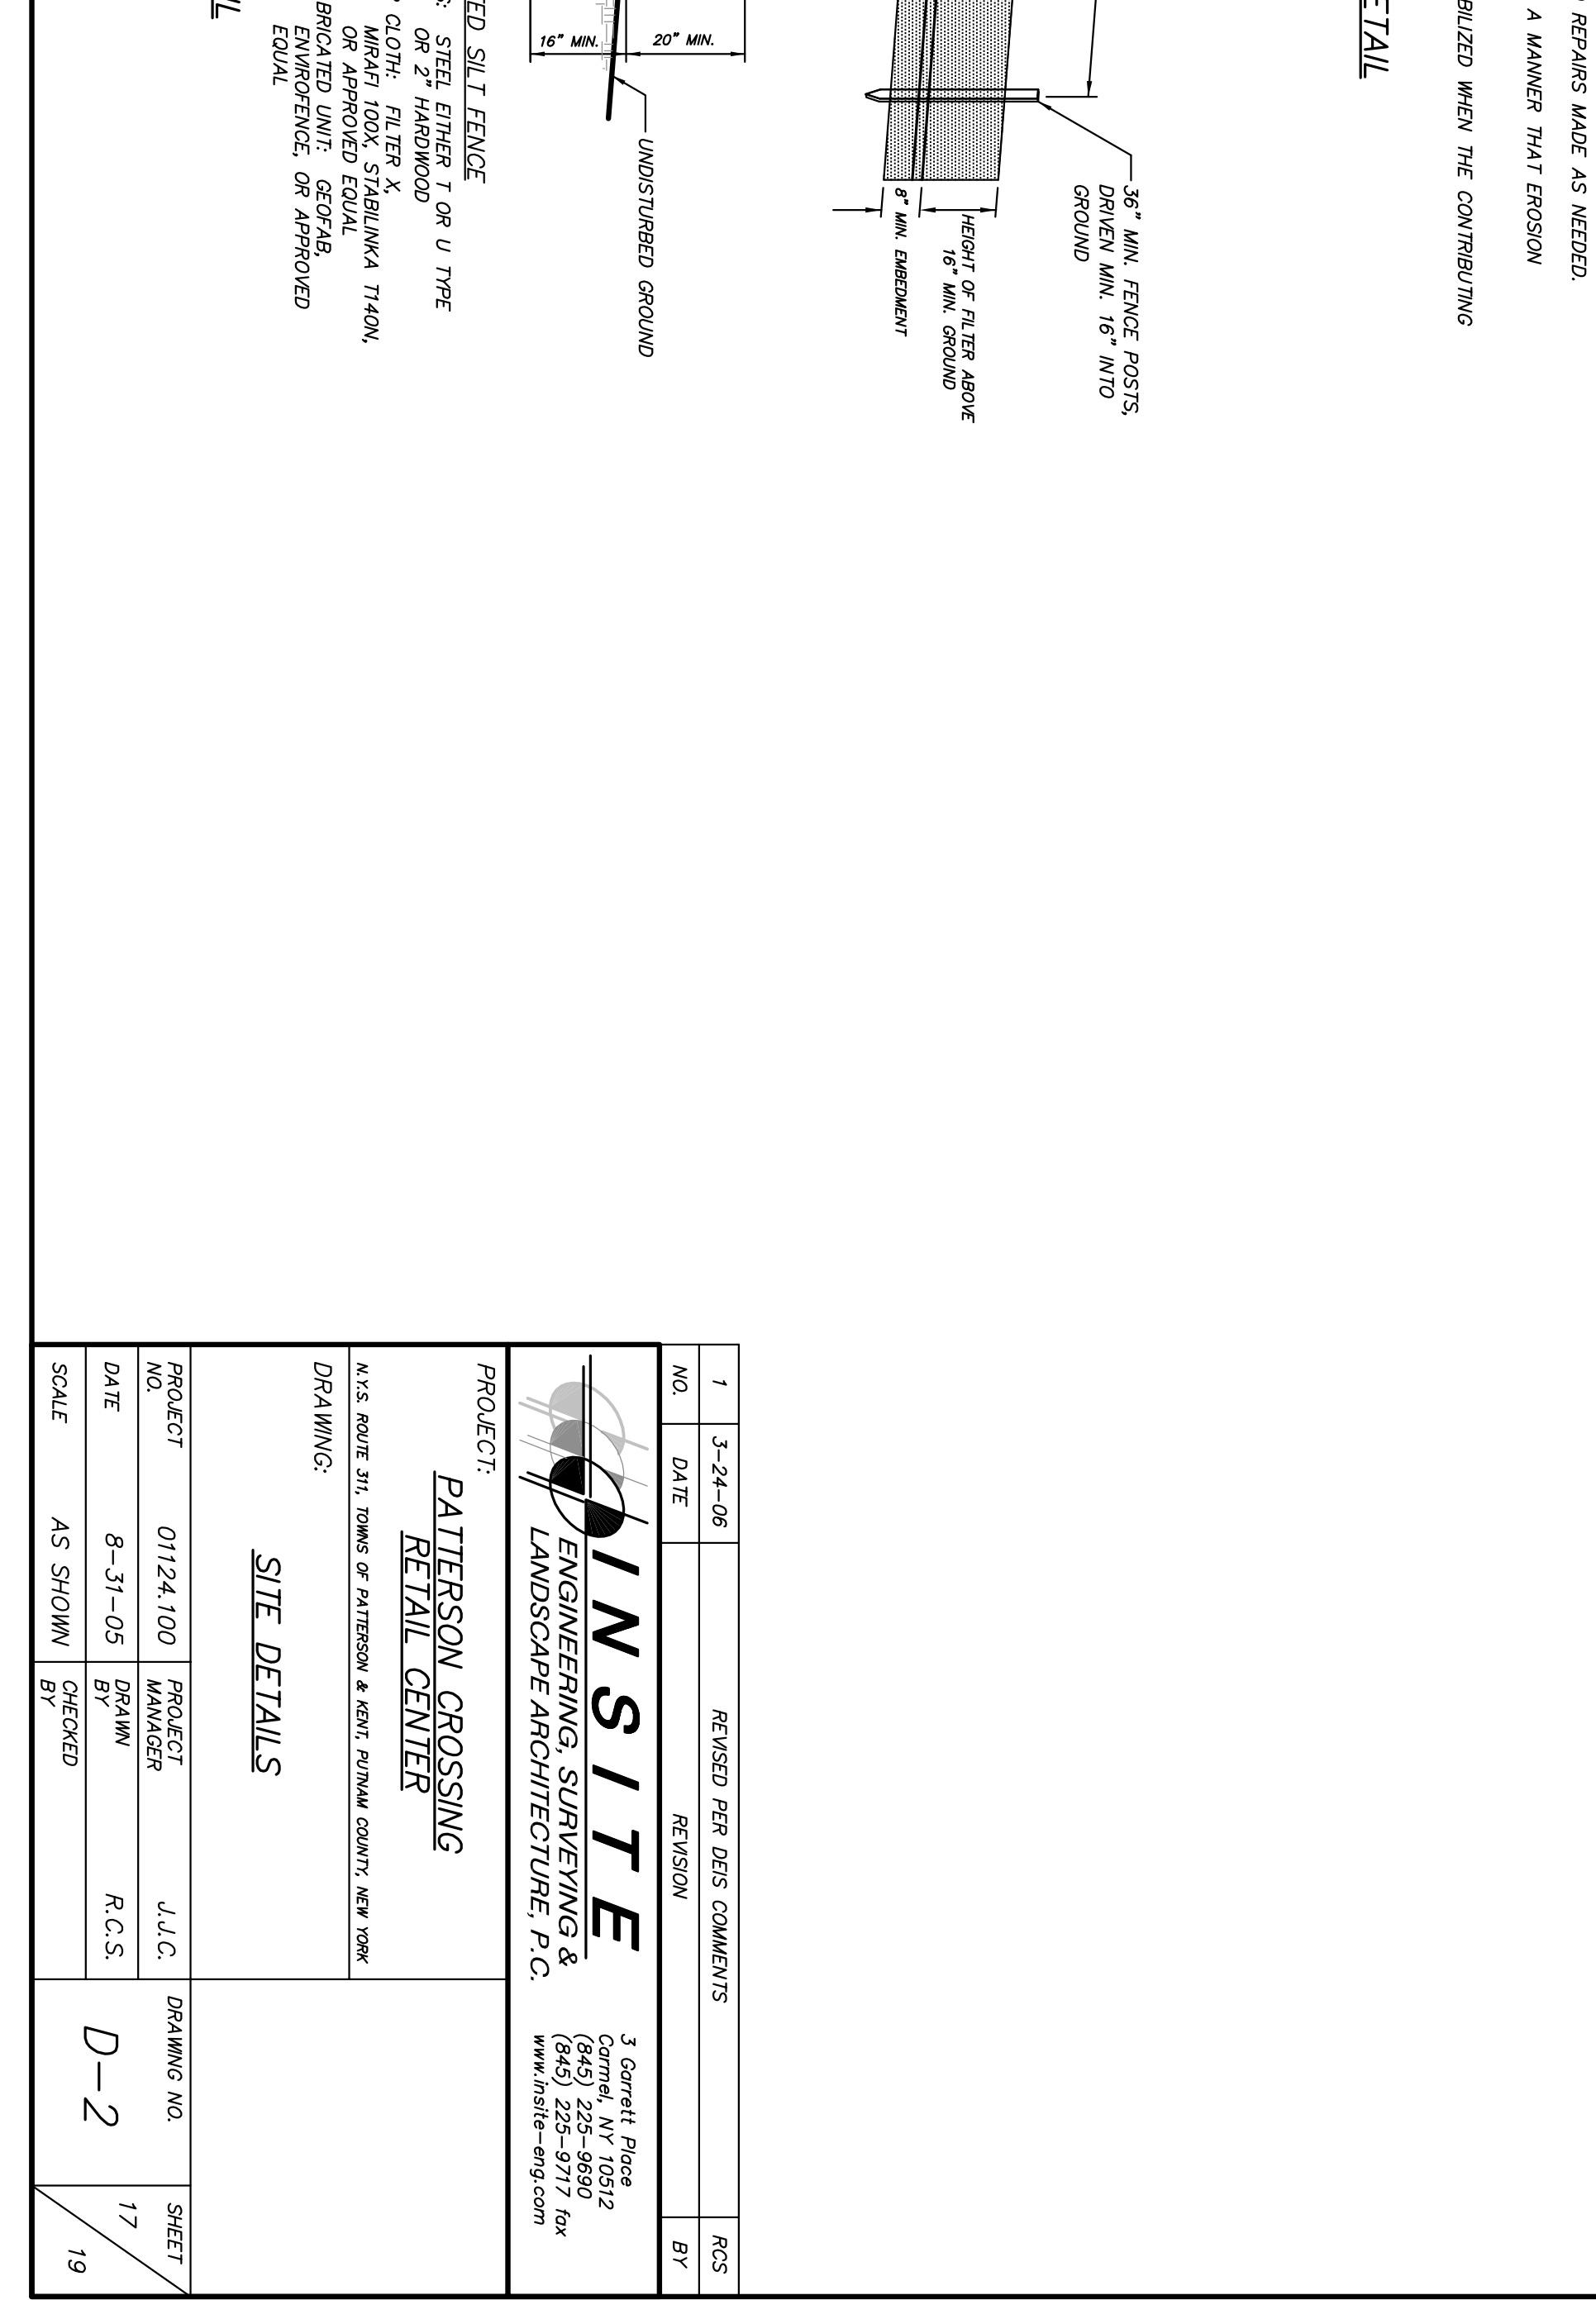 REPAIRS MADE AS NEEDED.
A MANNER THAT EROSION
BILIZED WHEN THE CONTRIBUTING
ETAIL
36" MIN. FENCE POSTS,
DRIVEN MIN. 16" INTO
GROUND
HEIGHT OF FILTER ABOVE
16" MIN. GROUND
8" MIN. EMBEDMENT
20" MIN.
16" MIN.
UNDISTURBED GROUND
TED SILT FENCE
S: STEEL EITHER T OR U TYPE
OR 2" HARDWOOD
CLOTH: FILTER X,
MIRAFI 100X, STABILINKA T140N,
OR APPROVED EQUAL
BRICATED UNIT: GEOFAB,
ENVIROFENCE, OR APPROVED
EQUAL
IL
1 3-24-06 REVISED PER DEIS COMMENTS RCS
NO. DATE REVISION BY
INSITE
ENGINEERING, SURVEYING &
LANDSCAPE ARCHITECTURE, P.C.
3 Garrett Place
Carmel, NY 10512
(845) 225-9690
(845) 225-9717 fax
www.insite-eng.com
PROJECT:
PATTERSON CROSSING
RETAIL CENTER
N.Y.S. ROUTE 311, TOWNS OF PATTERSON & KENT, PUTNAM COUNTY, NEW YORK
DRAWING:
SITE DETAILS
PROJECT NO. 01124.100 PROJECT MANAGER J.J.C. DRAWING NO. SHEET
DATE 8-31-05 DRAWN BY R.C.S. D-2 17
SCALE AS SHOWN CHECKED BY 19